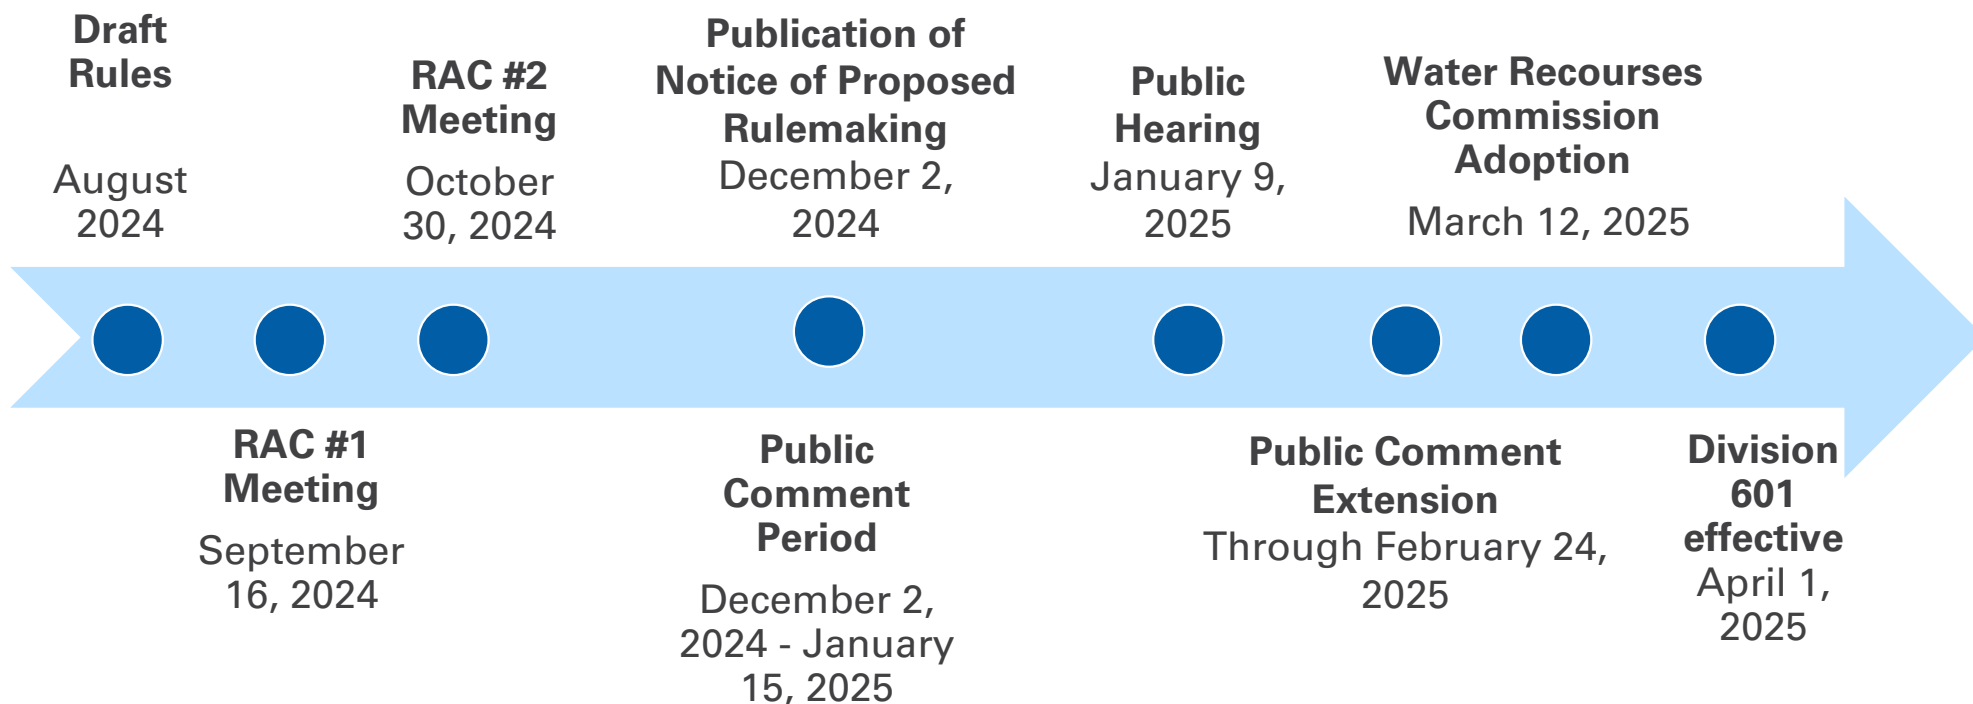 Draft
Rules
August
2024
RAC #1
Meeting
September
16, 2024
RAC #2
Meeting
October
30, 2024
Publication of
Notice of Proposed
Rulemaking
December 2,
2024
Public
Comment
Period
December 2,
2024 - January
15, 2025
Public
Hearing
January 9,
2025
Public Comment
Extension
Through February 24,
2025
Water Recourses
Commission
Adoption
March 12, 2025
Division
601
effective
April 1,
2025